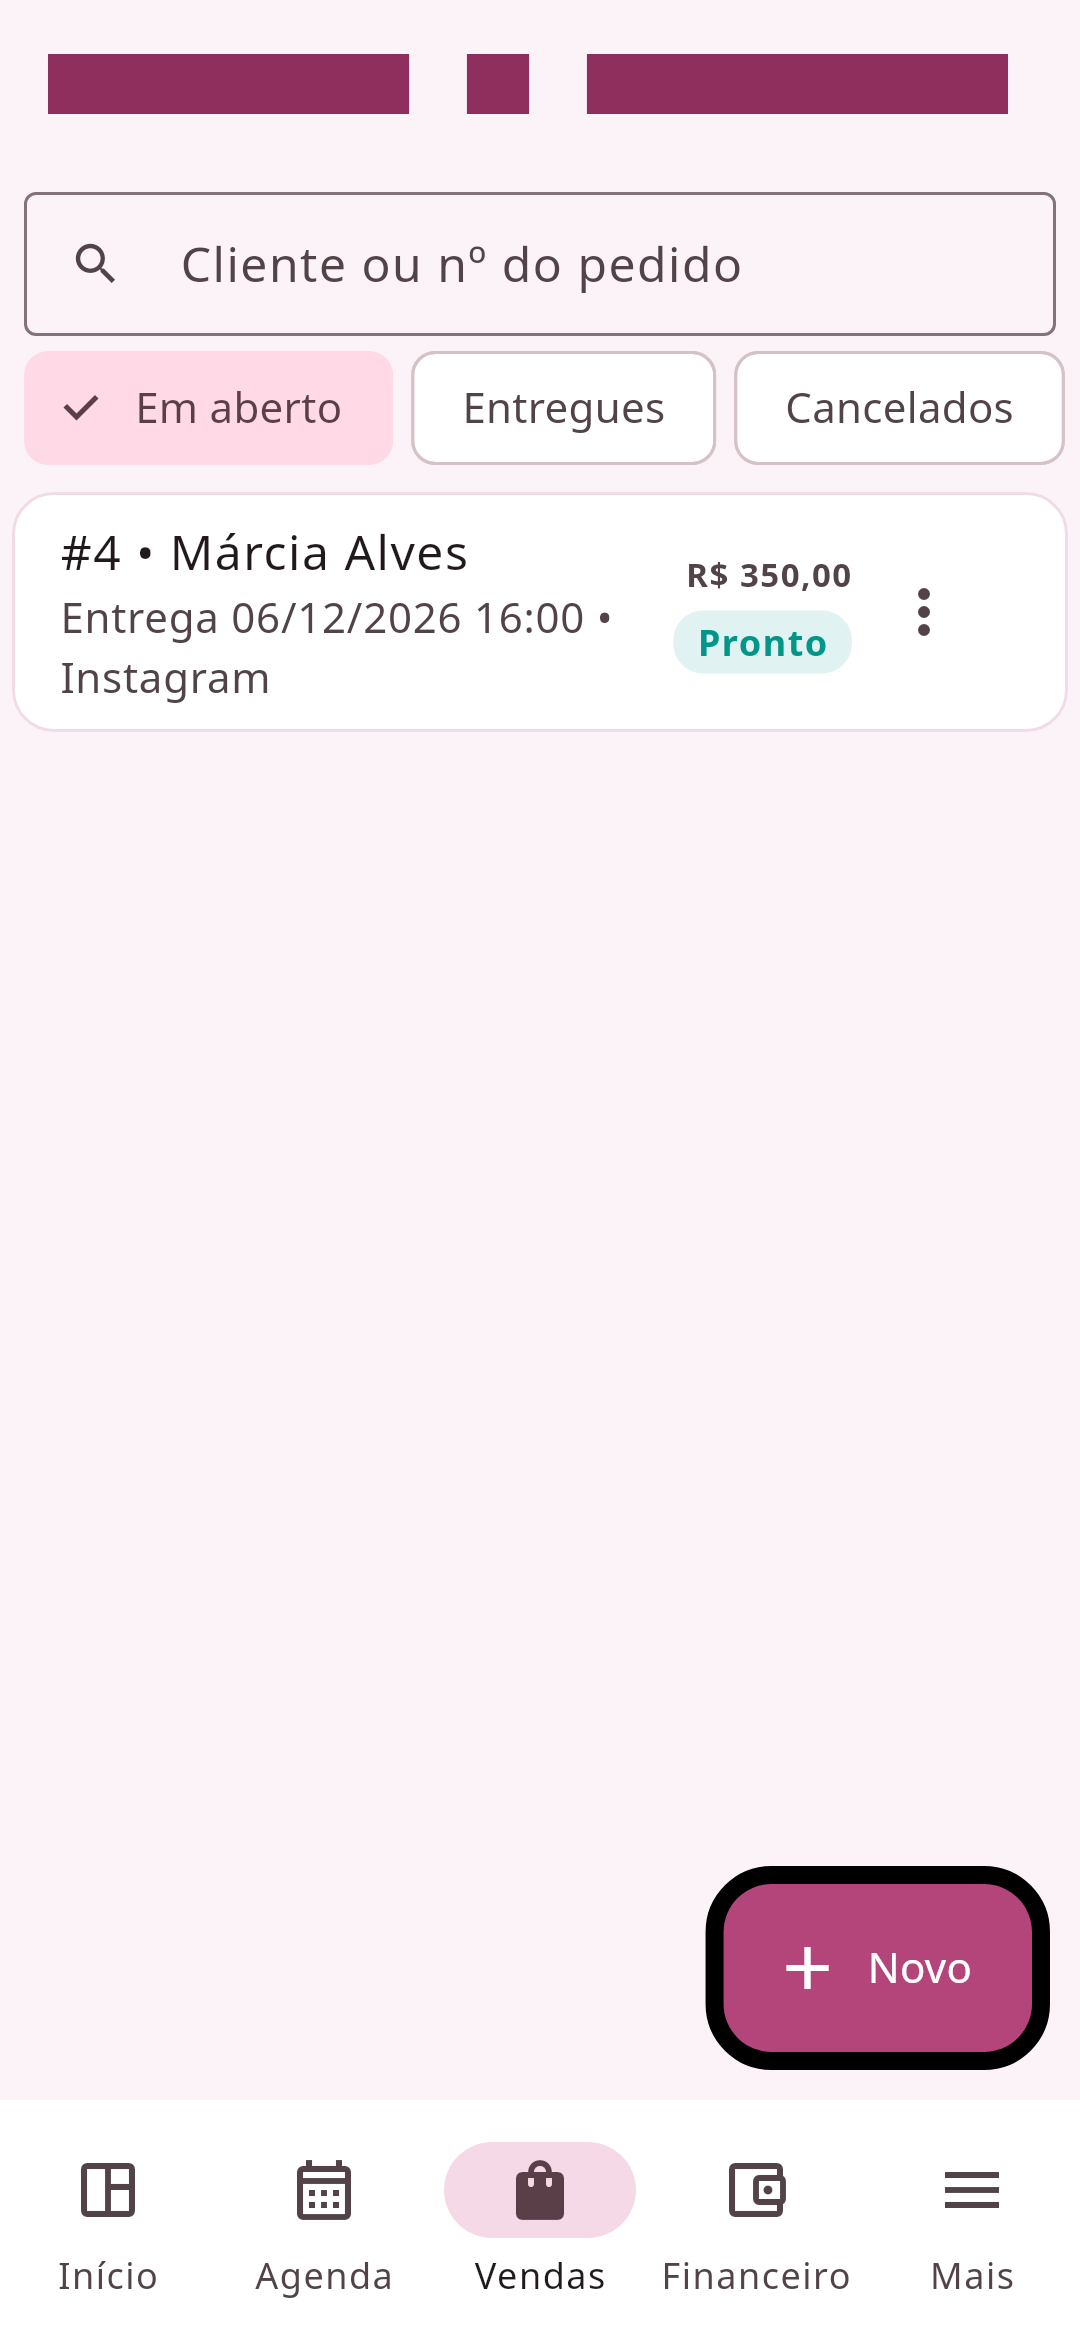 Cliente ou nº do pedido
Em aberto
Entregues
Cancelados
#4 • Márcia Alves
Entrega 06/12/2026 16:00 •
Instagram
R$ 350,00
Pronto
Novo
Início
Agenda
Vendas
Financeiro
Mais